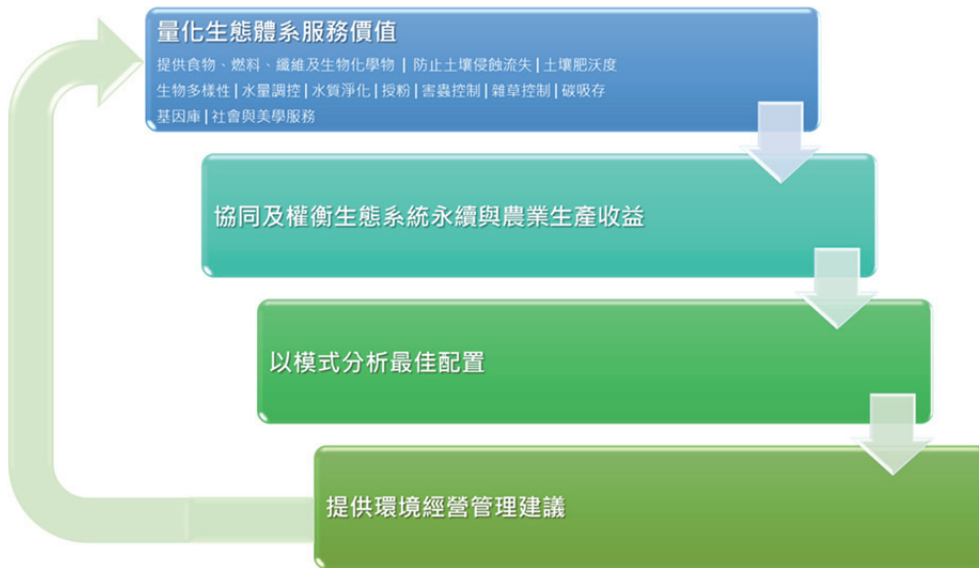 量化生態體系服務價值
提供食物、燃料、纖維及生物化學物 | 防止土壤侵蝕流失 | 土壤肥沃度
生物多樣性 | 水量調控 | 水質淨化 | 授粉 | 害蟲控制 | 雜草控制 | 碳吸存
基因庫 | 社會與美學服務
協同及權衡生態系統永續與農業生產收益
以模式分析最佳配置
提供環境經營管理建議